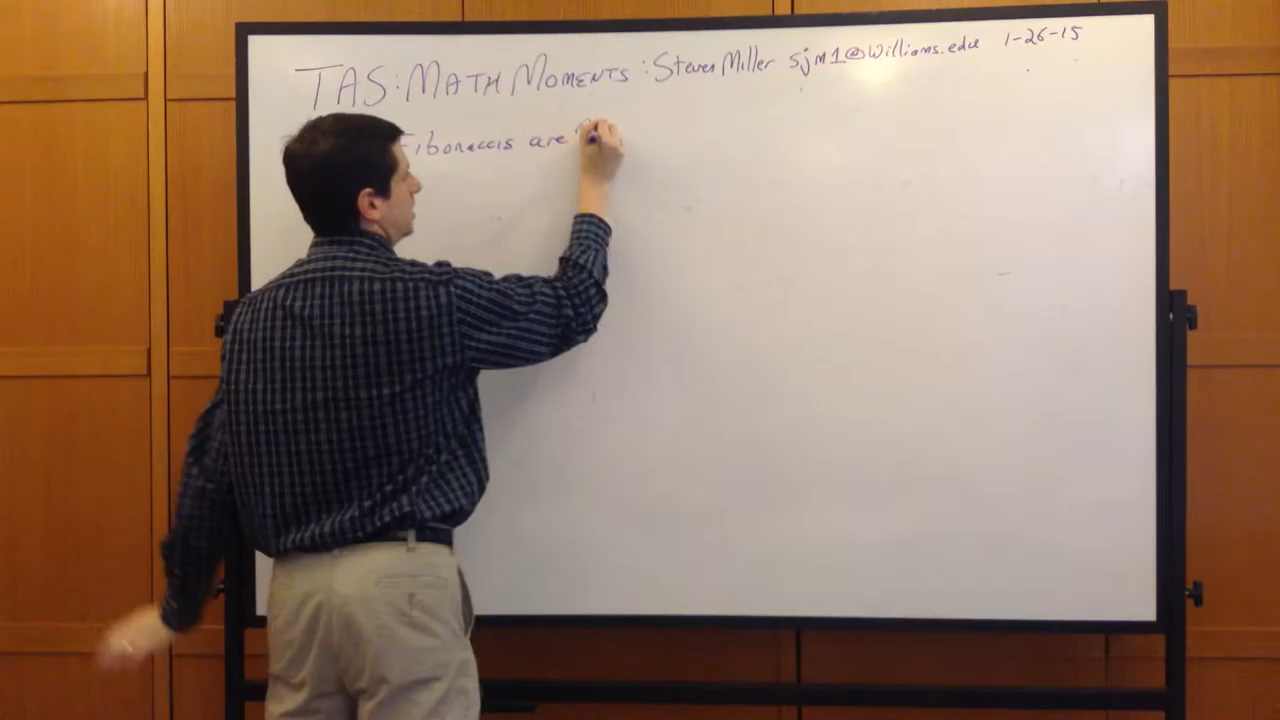 TAS: MATH MOMENTS: Steven Miller sjm1@Williams.edu 1-26-15
Fibonaccis are